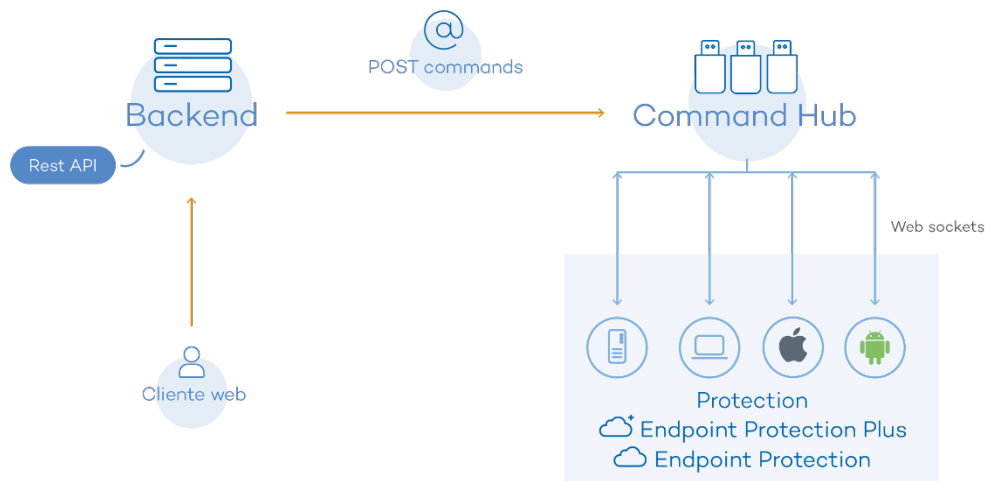 POST commands
Backend
Command Hub
Rest API
Web sockets
Cliente web
Protection
Endpoint Protection Plus
Endpoint Protection